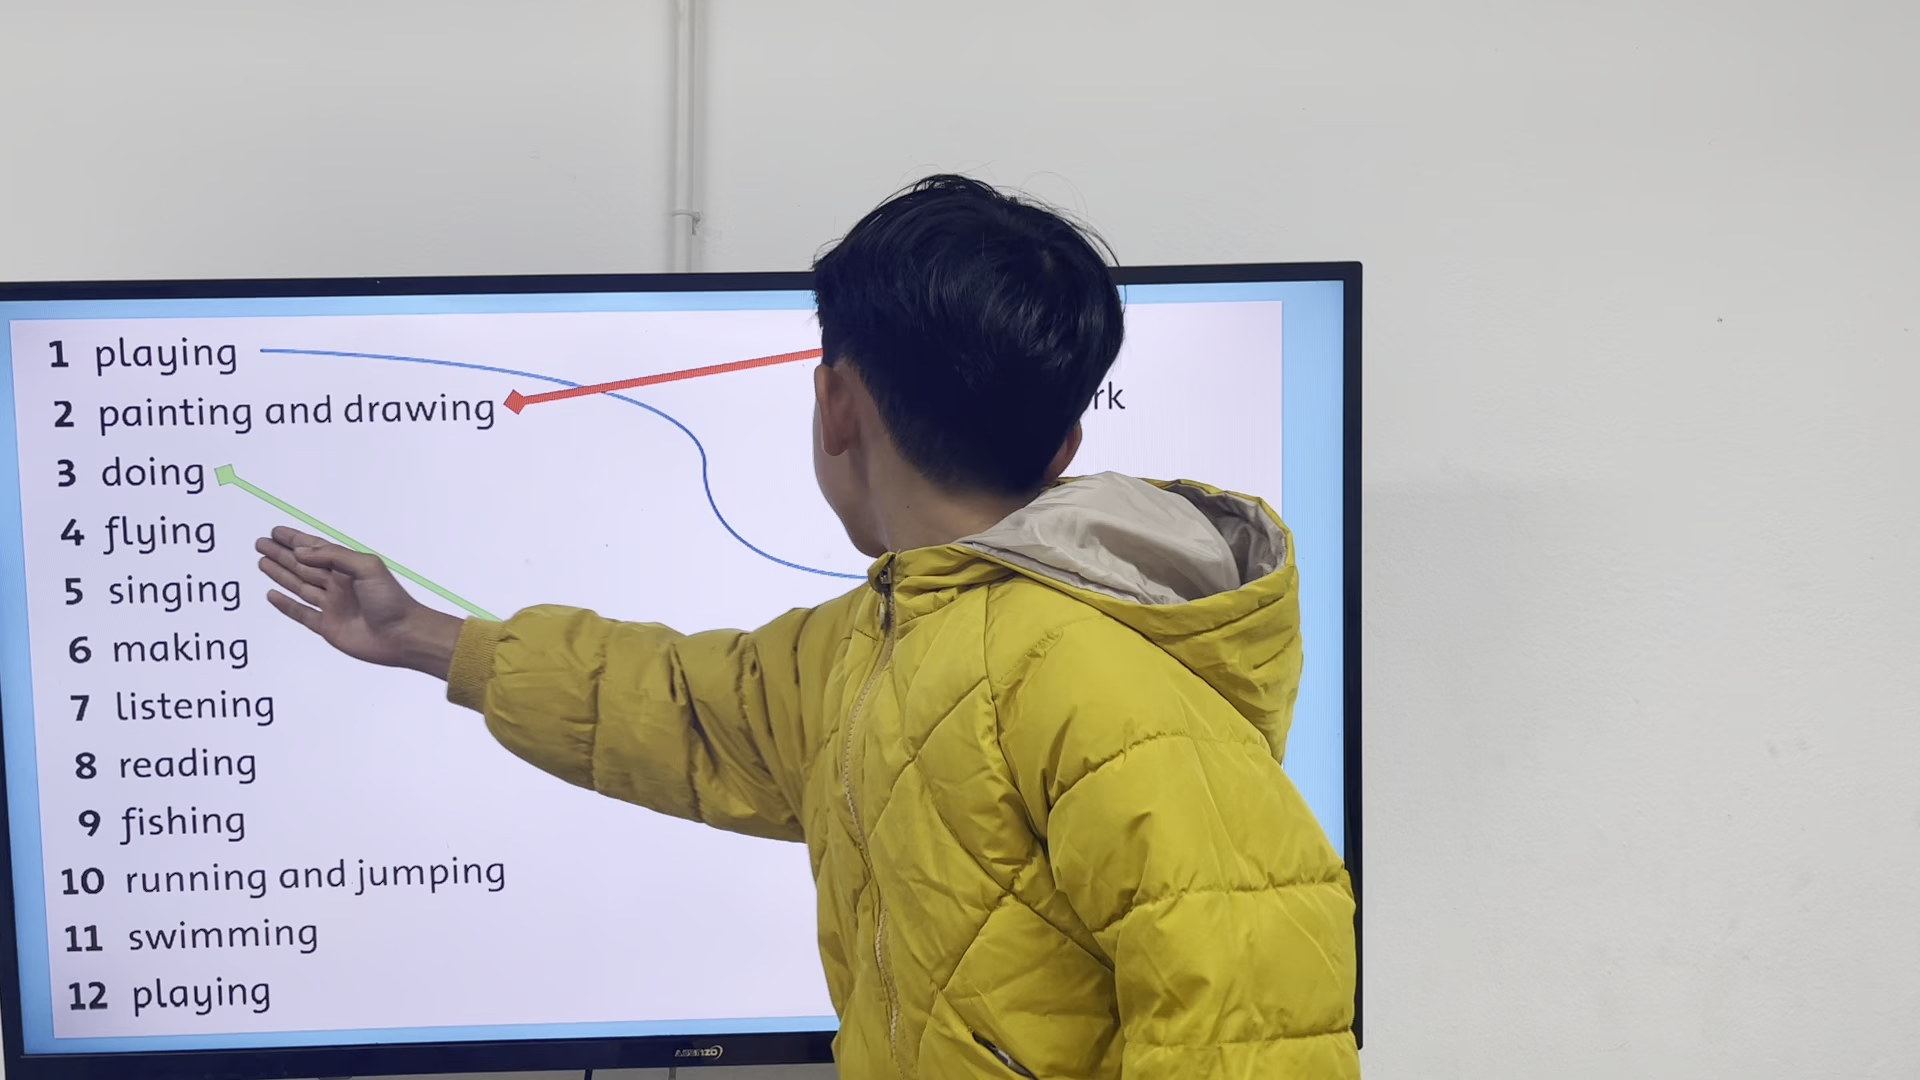 1 playing
2 painting and drawing
rk
3 doing
4 flying
5 singing
6 making
7 listening
8 reading
9 fishing
10 running and jumping
11 swimming
12 playing
ASANZO